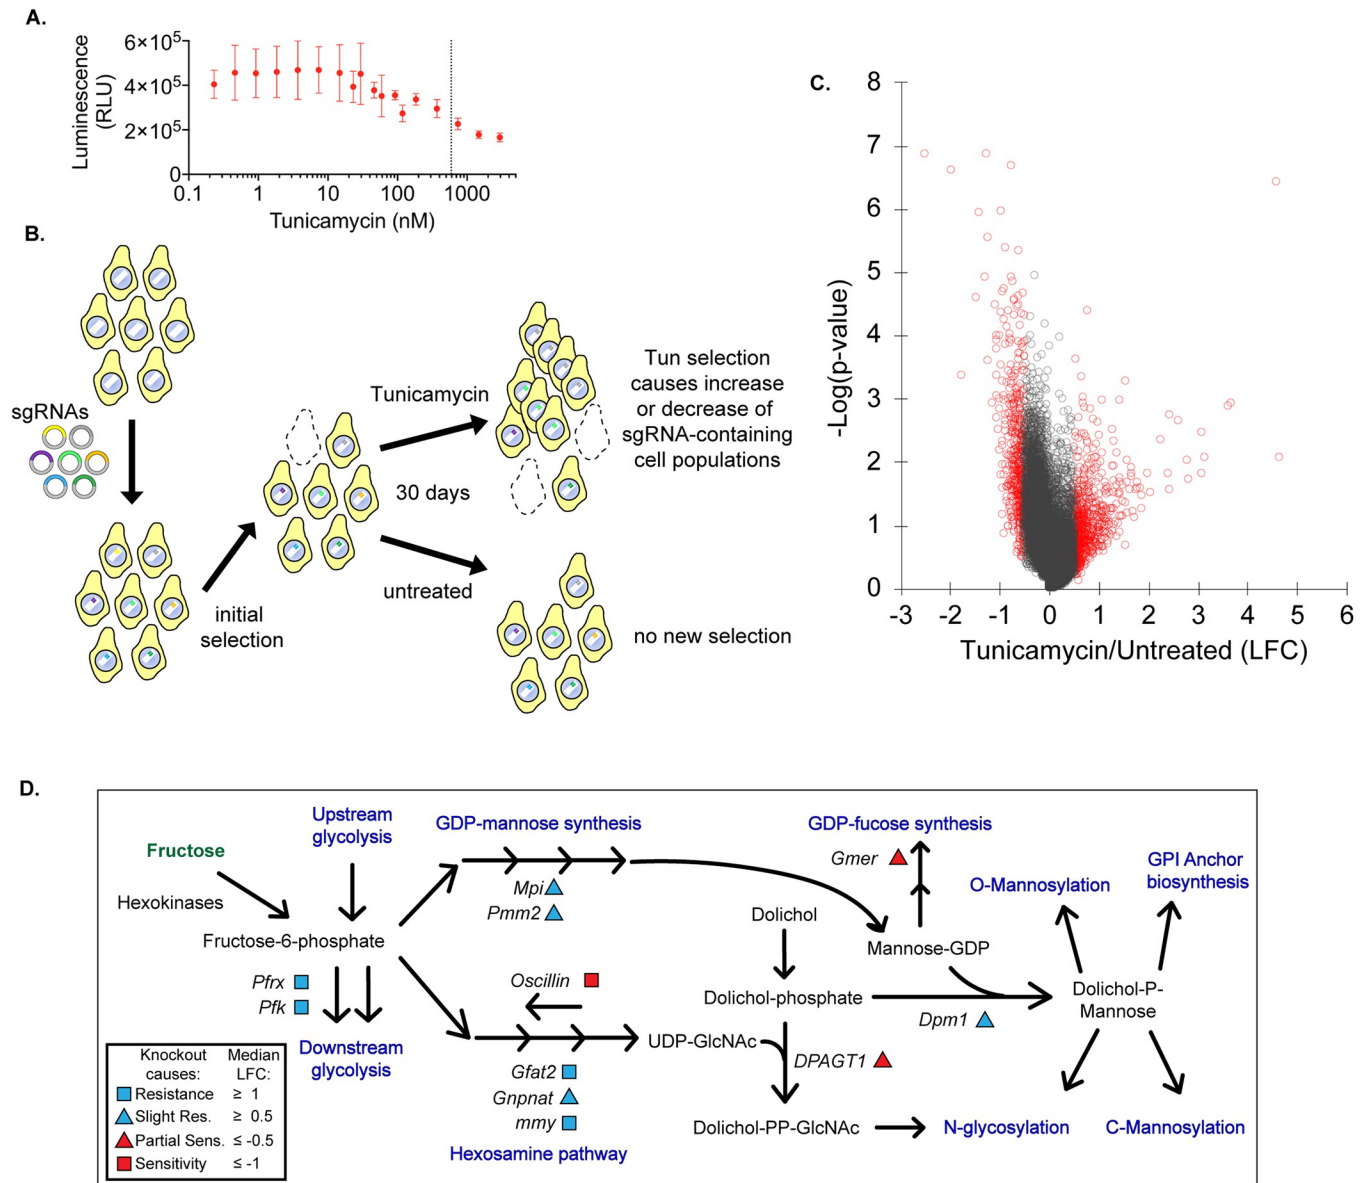 A.
Luminescence
(RLU)
6×10⁵
4×10⁵
2×10⁵
0
0.1
1
10
100
1000
Tunicamycin (nM)
B.
sgRNAs
initial
selection
Tunicamycin
30 days
untreated
Tun selection
causes increase
or decrease of
sgRNA-containing
cell populations
no new selection
C.
-Log(p-value)
8
7
6
5
4
3
2
1
0
-3
-2
-1
0
1
2
3
4
5
6
Tunicamycin/Untreated (LFC)
D.
Fructose
Hexokinases
Upstream
glycolysis
Fructose-6-phosphate
Pfrx
Pfk
Downstream
glycolysis
GDP-mannose synthesis
Mpi
Pmm2
Oscillin
Gfat2
Gnpnat
mmy
Hexosamine pathway
UDP-GlcNAc
Dolichol
Dolichol-phosphate
DPAGT1
Dolichol-PP-GlcNAc
GDP-fucose synthesis
Gmer
Mannose-GDP
Dpm1
O-Mannosylation
GPI Anchor
biosynthesis
Dolichol-P-
Mannose
N-glycosylation
C-Mannosylation
Knockout causes: Median LFC:
Resistance ≥ 1
Slight Res. ≥ 0.5
Partial Sens. ≤ -0.5
Sensitivity ≤ -1